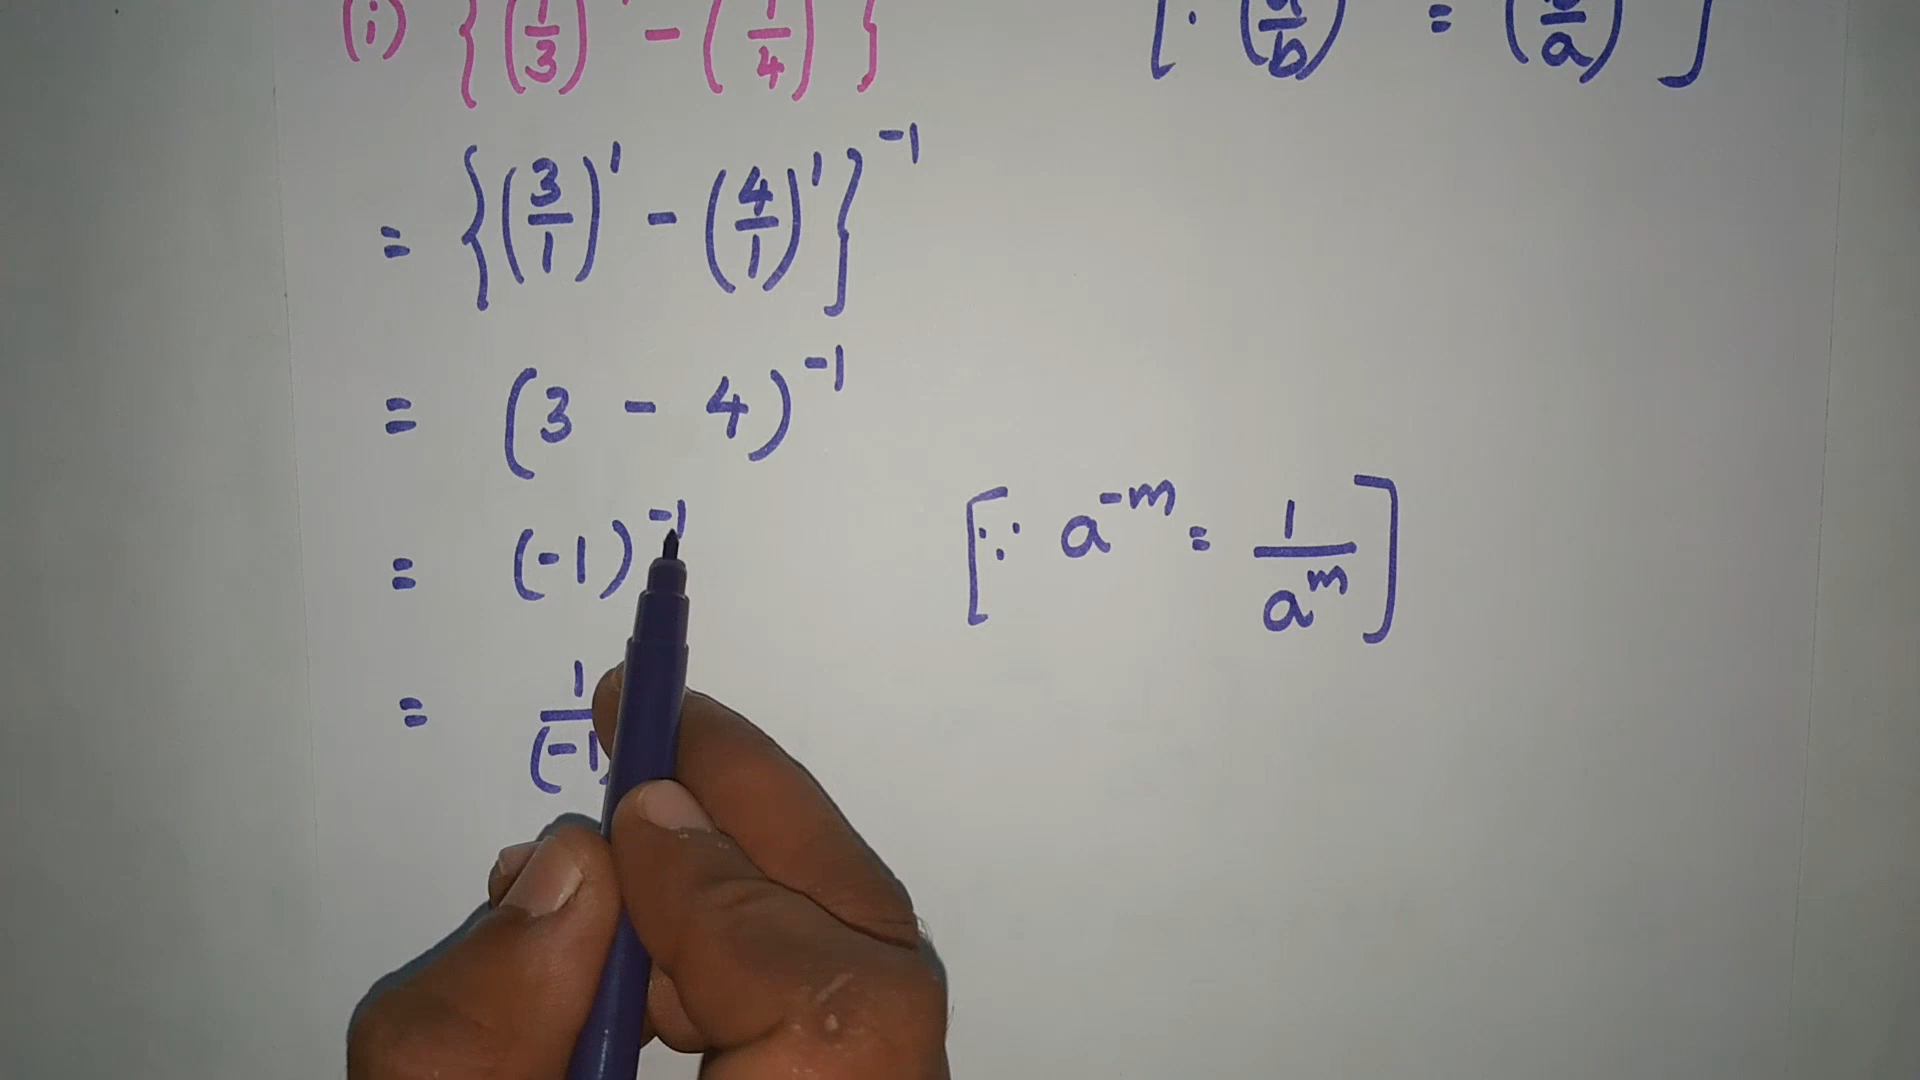 (i) {(1/3) - (1/4)} [∵ (a/b) = (b/a)]
= {(3/1)¹ - (4/1)¹}⁻¹
= (3 - 4)⁻¹
= (-1)⁻¹ [∵ a⁻ᵐ = 1/aᵐ]
= 1/(-1)